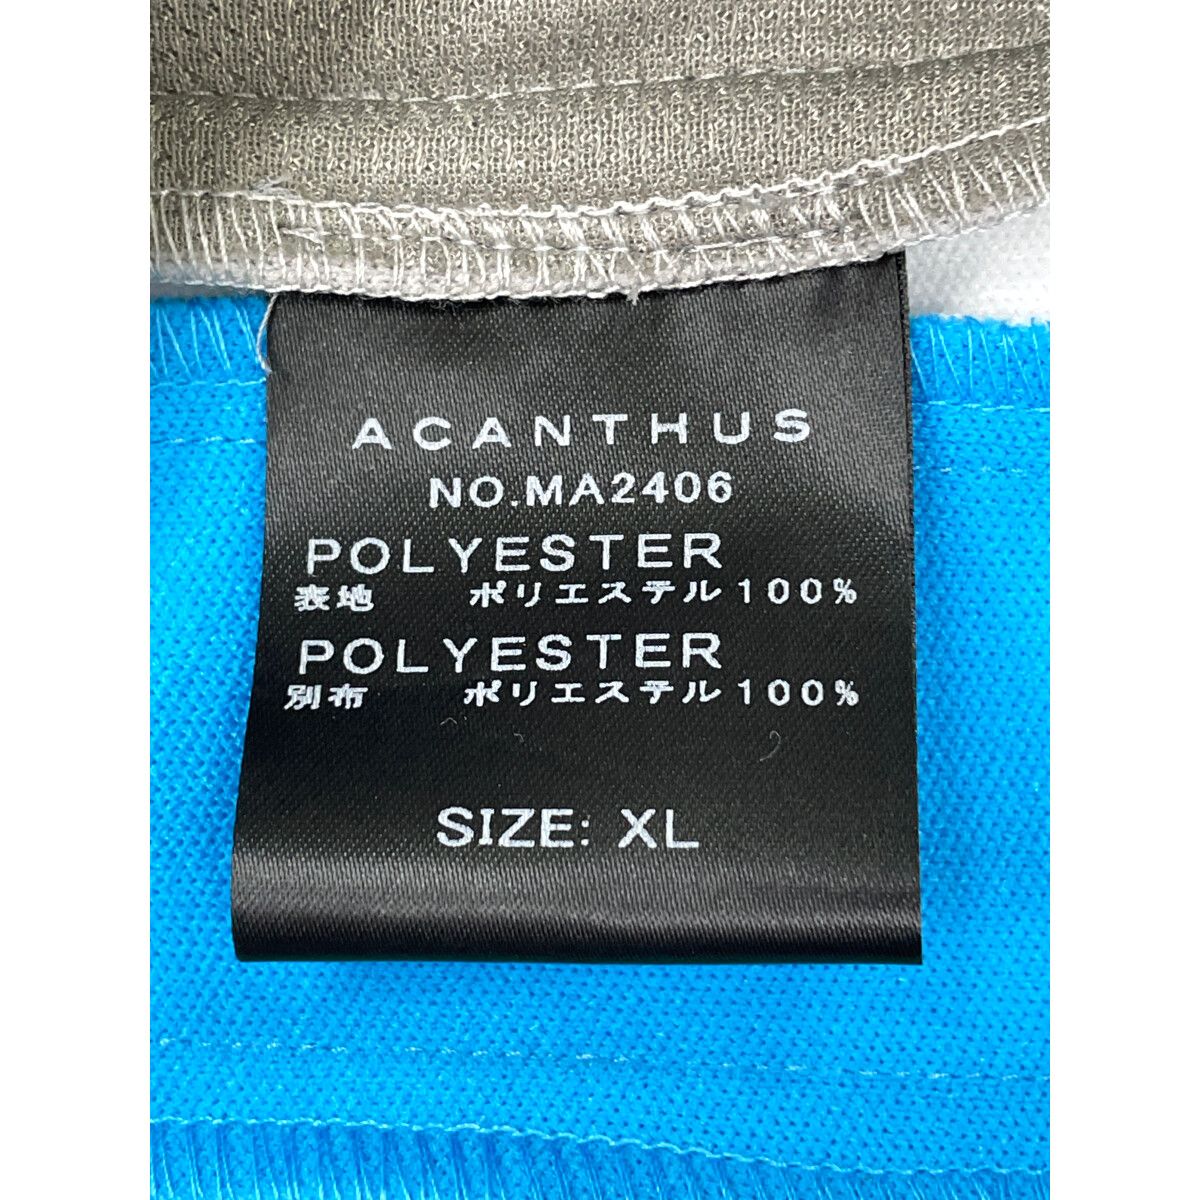 ACANTHUS
NO.MA2406
POLYESTER
表地 ポリエステル100%
POLYESTER
別布 ポリエステル100%
SIZE: XL